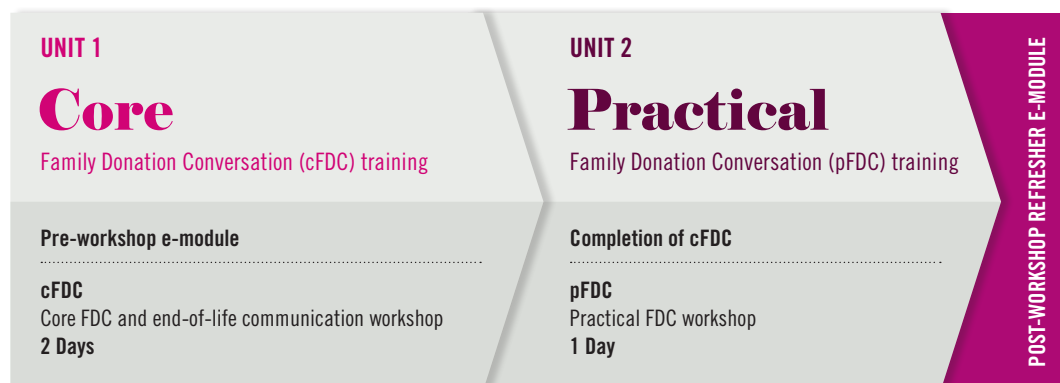 UNIT 1
Core
Family Donation Conversation (cFDC) training
Pre-workshop e-module
cFDC
Core FDC and end-of-life communication workshop
2 Days
UNIT 2
Practical
Family Donation Conversation (pFDC) training
Completion of cFDC
pFDC
Practical FDC workshop
1 Day
POST-WORKSHOP REFRESHER E-MODULE